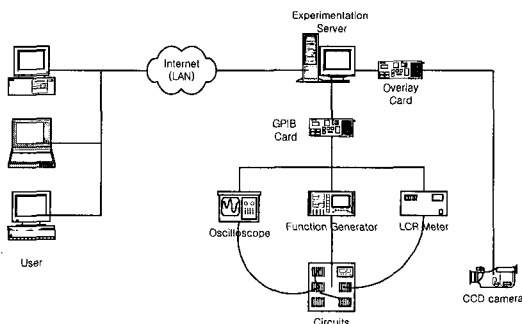 Experimentation
Server
Internet
(LAN)
Overlay
Card
GPIB
Card
Oscilloscope
Function Generator
LCR Meter
User
CCD camera
Circuits